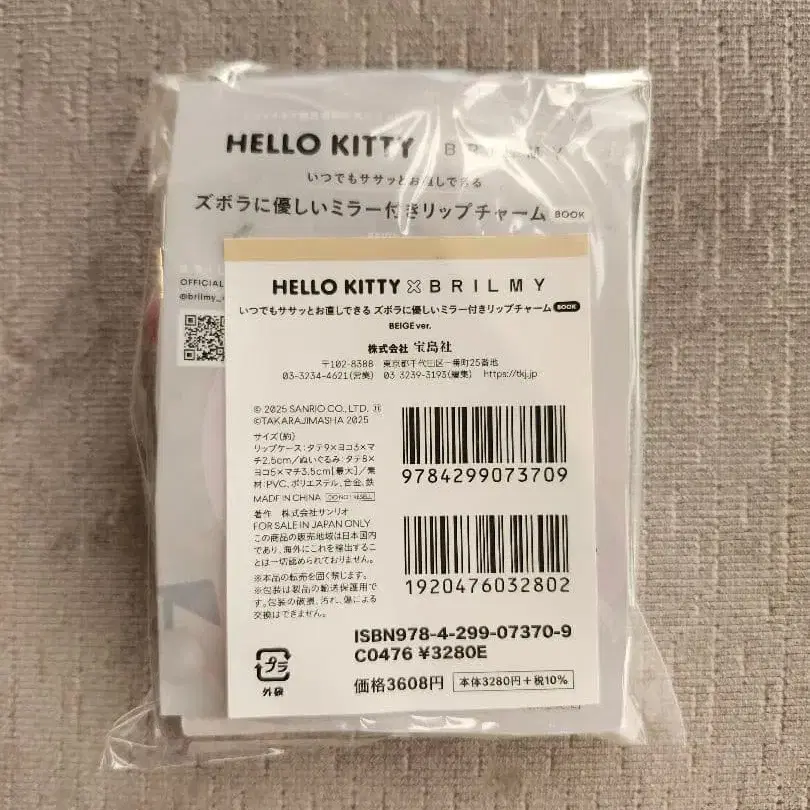 HELLO KITTY BRILMY
いつでもササッとお直しできる
ズボラに優しいミラー付きリップチャーム BOOK
OFFICIAL
@brilmy_
HELLO KITTY × BRILMY
いつでもササッとお直しできる ズボラに優しいミラー付きリップチャーム BOOK
BEIGE ver.
株式会社 宝島社
〒102-8388 東京都千代田区一番町25番地
03-3234-4621(営業) 03-3239-3193(編集) https://tkj.jp
© 2025 SANRIO CO., LTD. Ⓗ
©TAKARAJIMASHA 2025
サイズ(約)
リップケース:タテ9×ヨコ3×マ
チ2.5cm/ぬいぐるみ:タテ8×
ヨコ5×マチ3.5cm[最大]/素
材:PVC、ポリエステル、合金、鉄
MADE IN CHINA DO NOT RESELL
著作 株式会社サンリオ
FOR SALE IN JAPAN ONLY
この商品の販売地域は日本国内
であり、海外にこれを輸出するこ
とは一切認められておりません。
※本品の転売を固く禁じます。
※包装は製品の輸送保護用で
す。包装の破損、汚れ、傷による
交換はできません。
9784299073709
1920476032802
ISBN978-4-299-07370-9
C0476 ¥3280E
価格3608円 本体3280円+税10%
プラ
外袋